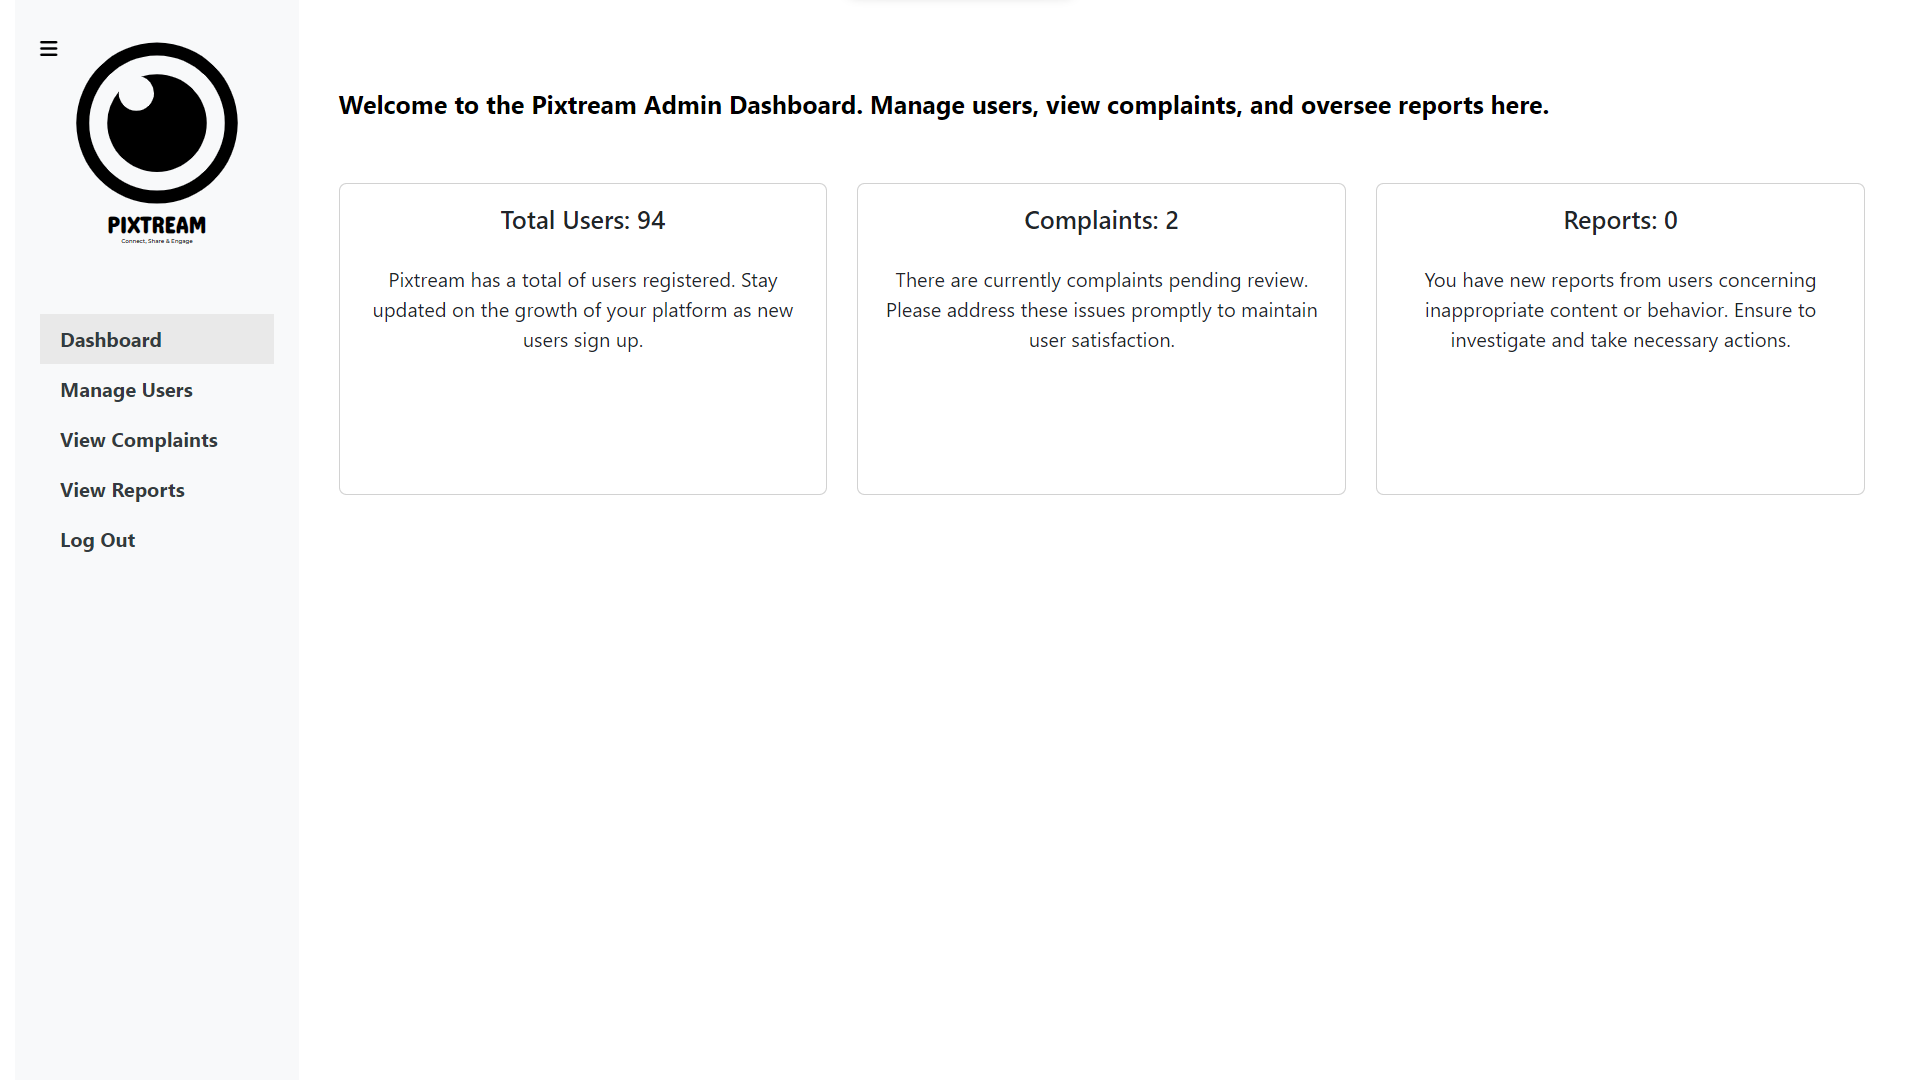 PIXTREAM
Connect, Share & Engage
Dashboard
Manage Users
View Complaints
View Reports
Log Out
Welcome to the Pixtream Admin Dashboard. Manage users, view complaints, and oversee reports here.
Total Users: 94
Pixtream has a total of users registered. Stay
updated on the growth of your platform as new
users sign up.
Complaints: 2
There are currently complaints pending review.
Please address these issues promptly to maintain
user satisfaction.
Reports: 0
You have new reports from users concerning
inappropriate content or behavior. Ensure to
investigate and take necessary actions.